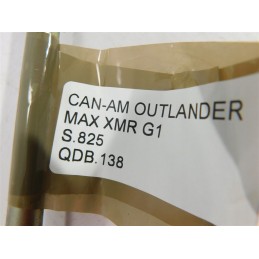 CAN-AM OUTLANDER
MAX XMR G1
S.825
QDB.138